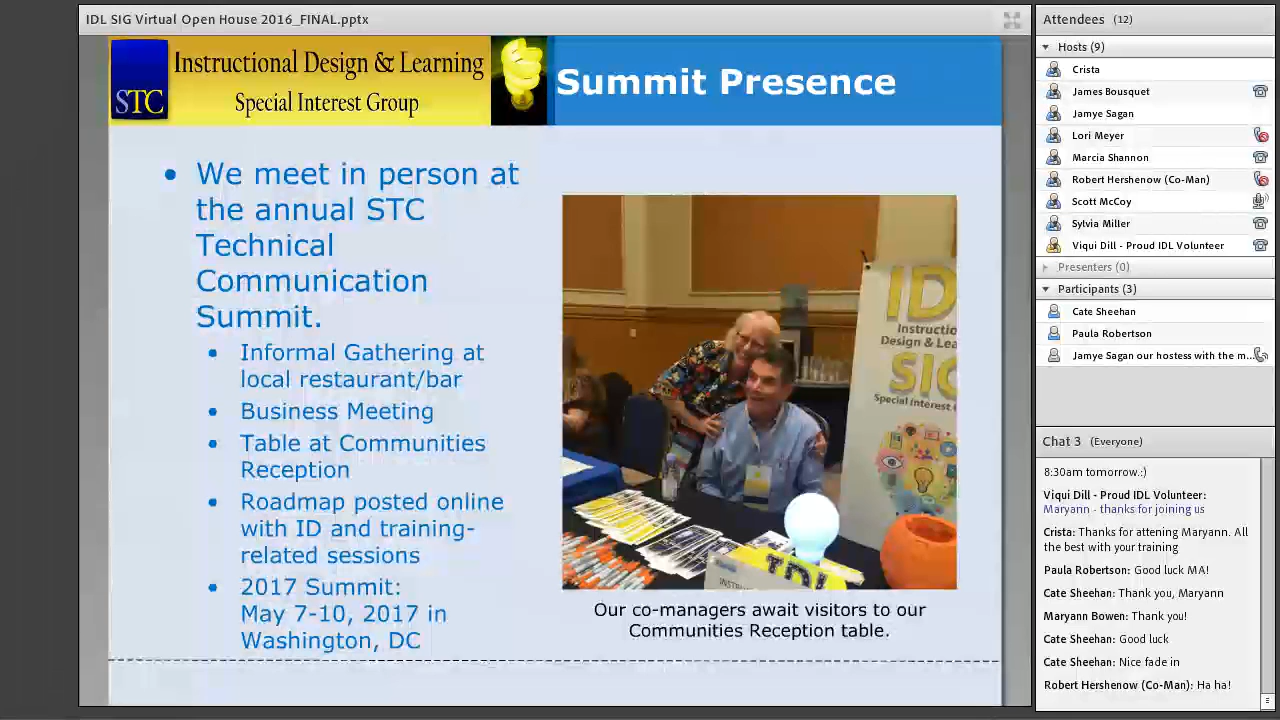 IDL SIG Virtual Open House 2016_FINAL.pptx
STC
Instructional Design & Learning
Special Interest Group
Summit Presence
• We meet in person at
the annual STC
Technical
Communication
Summit.
• Informal Gathering at
local restaurant/bar
• Business Meeting
• Table at Communities
Reception
• Roadmap posted online
with ID and training-
related sessions
• 2017 Summit:
May 7-10, 2017 in
Washington, DC
SIG
IDL
Our co-managers await visitors to our
Communities Reception table.
Attendees (12)
Hosts (9)
Crista
James Bousquet
Jamye Sagan
Lori Meyer
Marcia Shannon
Robert Hershenow (Co-Man)
Scott McCoy
Sylvia Miller
Viqui Dill - Proud IDL Volunteer
Presenters (0)
Participants (3)
Cate Sheehan
Paula Robertson
Jamye Sagan our hostess with the m...
Chat 3 (Everyone)
8:30am tomorrow.:)
Viqui Dill - Proud IDL Volunteer:
Maryann - thanks for joining us
Crista: Thanks for attening Maryann. All
the best with your training
Paula Robertson: Good luck MA!
Cate Sheehan: Thank you, Maryann
Maryann Bowen: Thank you!
Cate Sheehan: Good luck
Cate Sheehan: Nice fade in
Robert Hershenow (Co-Man): Ha ha!